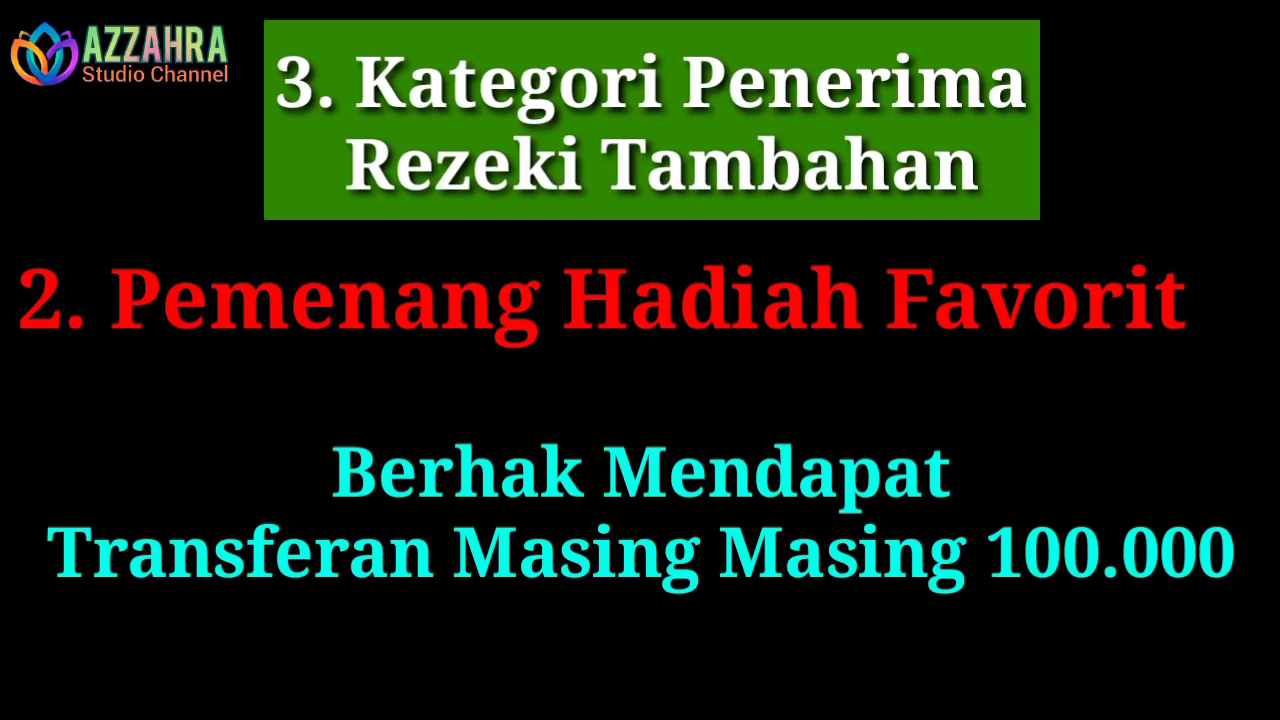 AZZAHRA
Studio Channel
3. Kategori Penerima
Rezeki Tambahan
2. Pemenang Hadiah Favorit
Berhak Mendapat
Transferan Masing Masing 100.000